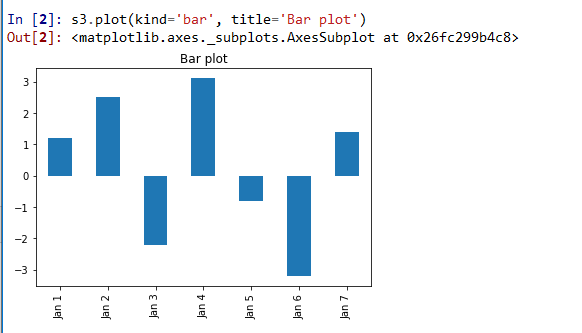 In [2]: s3.plot(kind='bar', title='Bar plot')
Out[2]: <matplotlib.axes._subplots.AxesSubplot at 0x26fc299b4c8>
Bar plot
3
2
1
0
−1
−2
−3
Jan 1
Jan 2
Jan 3
Jan 4
Jan 5
Jan 6
Jan 7